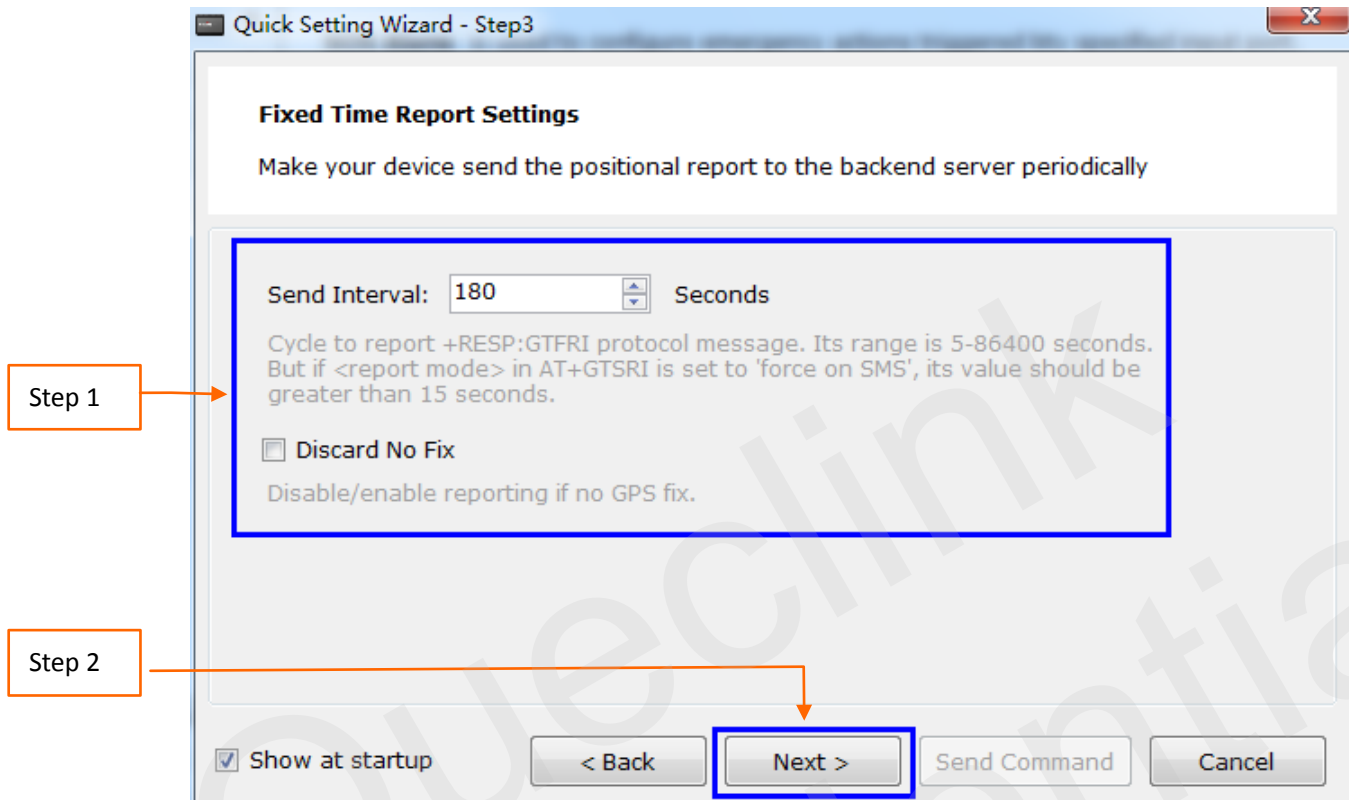 Quick Setting Wizard - Step3
Fixed Time Report Settings
Make your device send the positional report to the backend server periodically
Send Interval: 180 Seconds
Cycle to report +RESP:GTFRI protocol message. Its range is 5-86400 seconds.
But if <report mode> in AT+GTSRI is set to 'force on SMS', its value should be
greater than 15 seconds.
Step 1
Discard No Fix
Disable/enable reporting if no GPS fix.
Step 2
Show at startup
< Back
Next >
Send Command
Cancel
Queclink